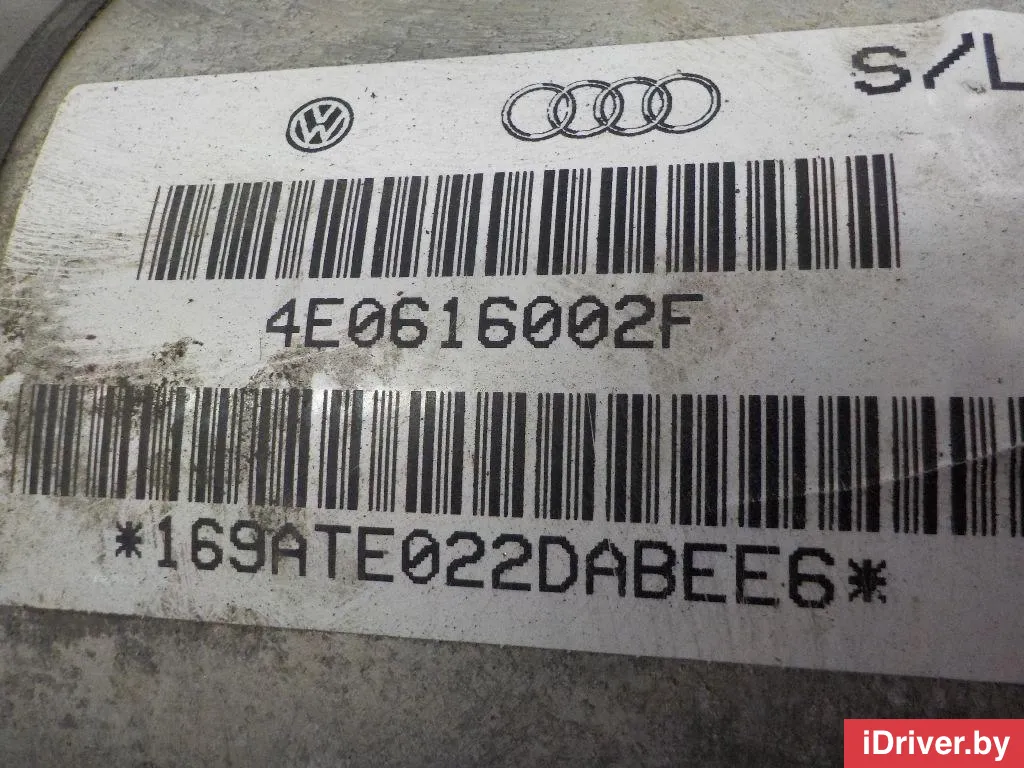 S/L
4E0616002F
*169ATE022DABEE6*
iDriver.by